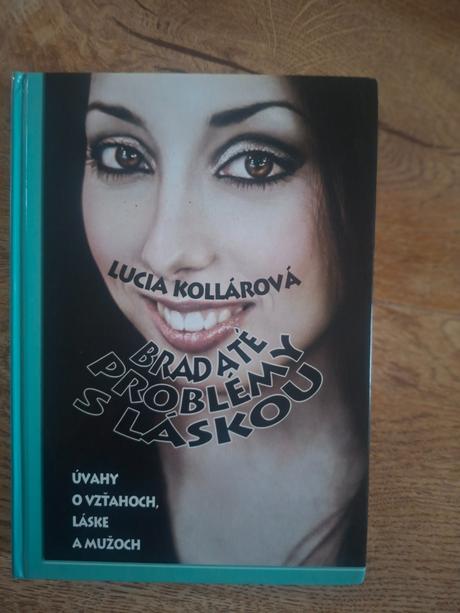 LUCIA KOLLÁROVÁ
BRADATÉ
PROBLÉMY
S LÁSKOU
ÚVAHY
O VZŤAHOCH,
LÁSKE
A MUŽOCH